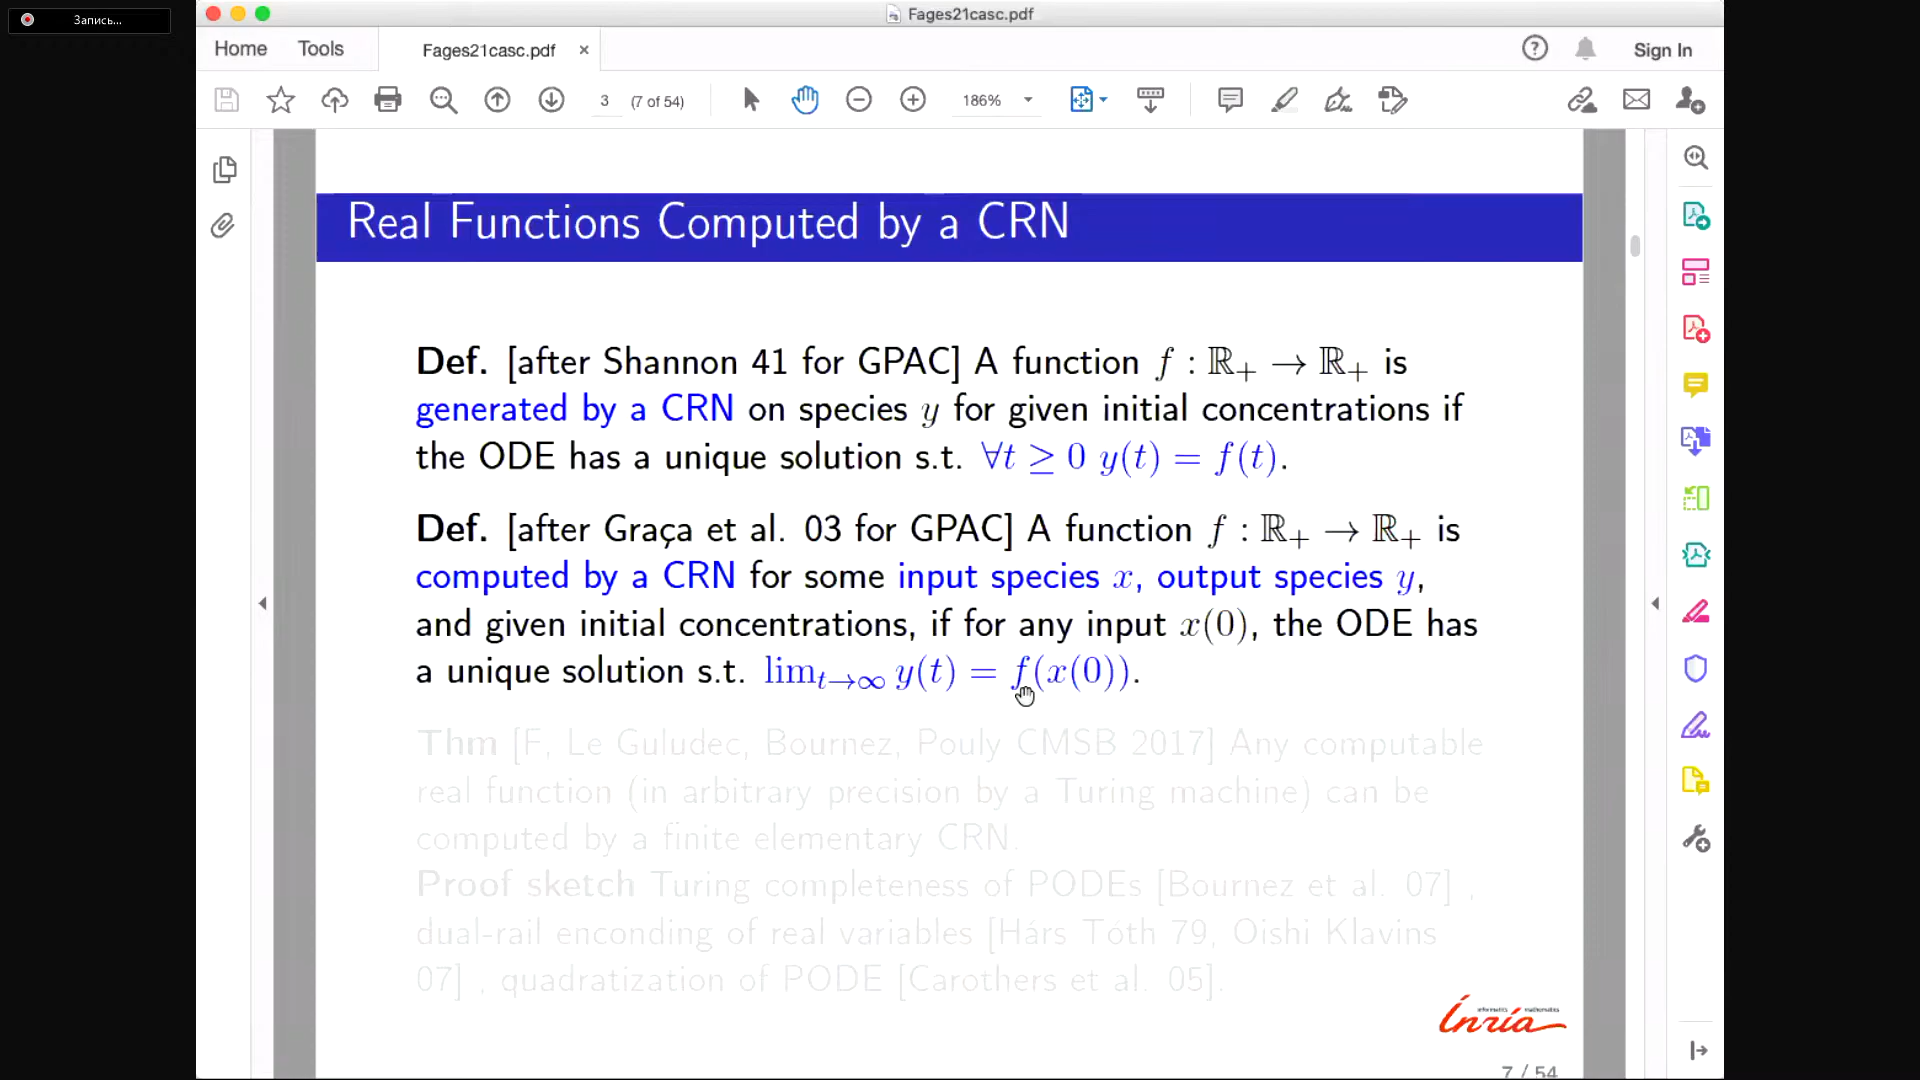 Запись...
Fages21casc.pdf
Home Tools Fages21casc.pdf × Sign In
3 (7 of 54) 186%
Real Functions Computed by a CRN
Def. [after Shannon 41 for GPAC] A function f : ℝ₊ → ℝ₊ is
generated by a CRN on species y for given initial concentrations if
the ODE has a unique solution s.t. ∀t ≥ 0 y(t) = f(t).
Def. [after Graça et al. 03 for GPAC] A function f : ℝ₊ → ℝ₊ is
computed by a CRN for some input species x, output species y,
and given initial concentrations, if for any input x(0), the ODE has
a unique solution s.t. lim_{t→∞} y(t) = f(x(0)).
Thm [F, Le Guludec, Bournez, Pouly CMSB 2017] Any computable
real function (in arbitrary precision by a Turing machine) can be
computed by a finite elementary CRN.
Proof sketch Turing completeness of PODEs [Bournez et al. 07] ,
dual-rail enconding of real variables [Hárs Tóth 79, Oishi Klavins
07] , quadratization of PODE [Carothers et al. 05].
informatics mathematics
Inria
7 / 54